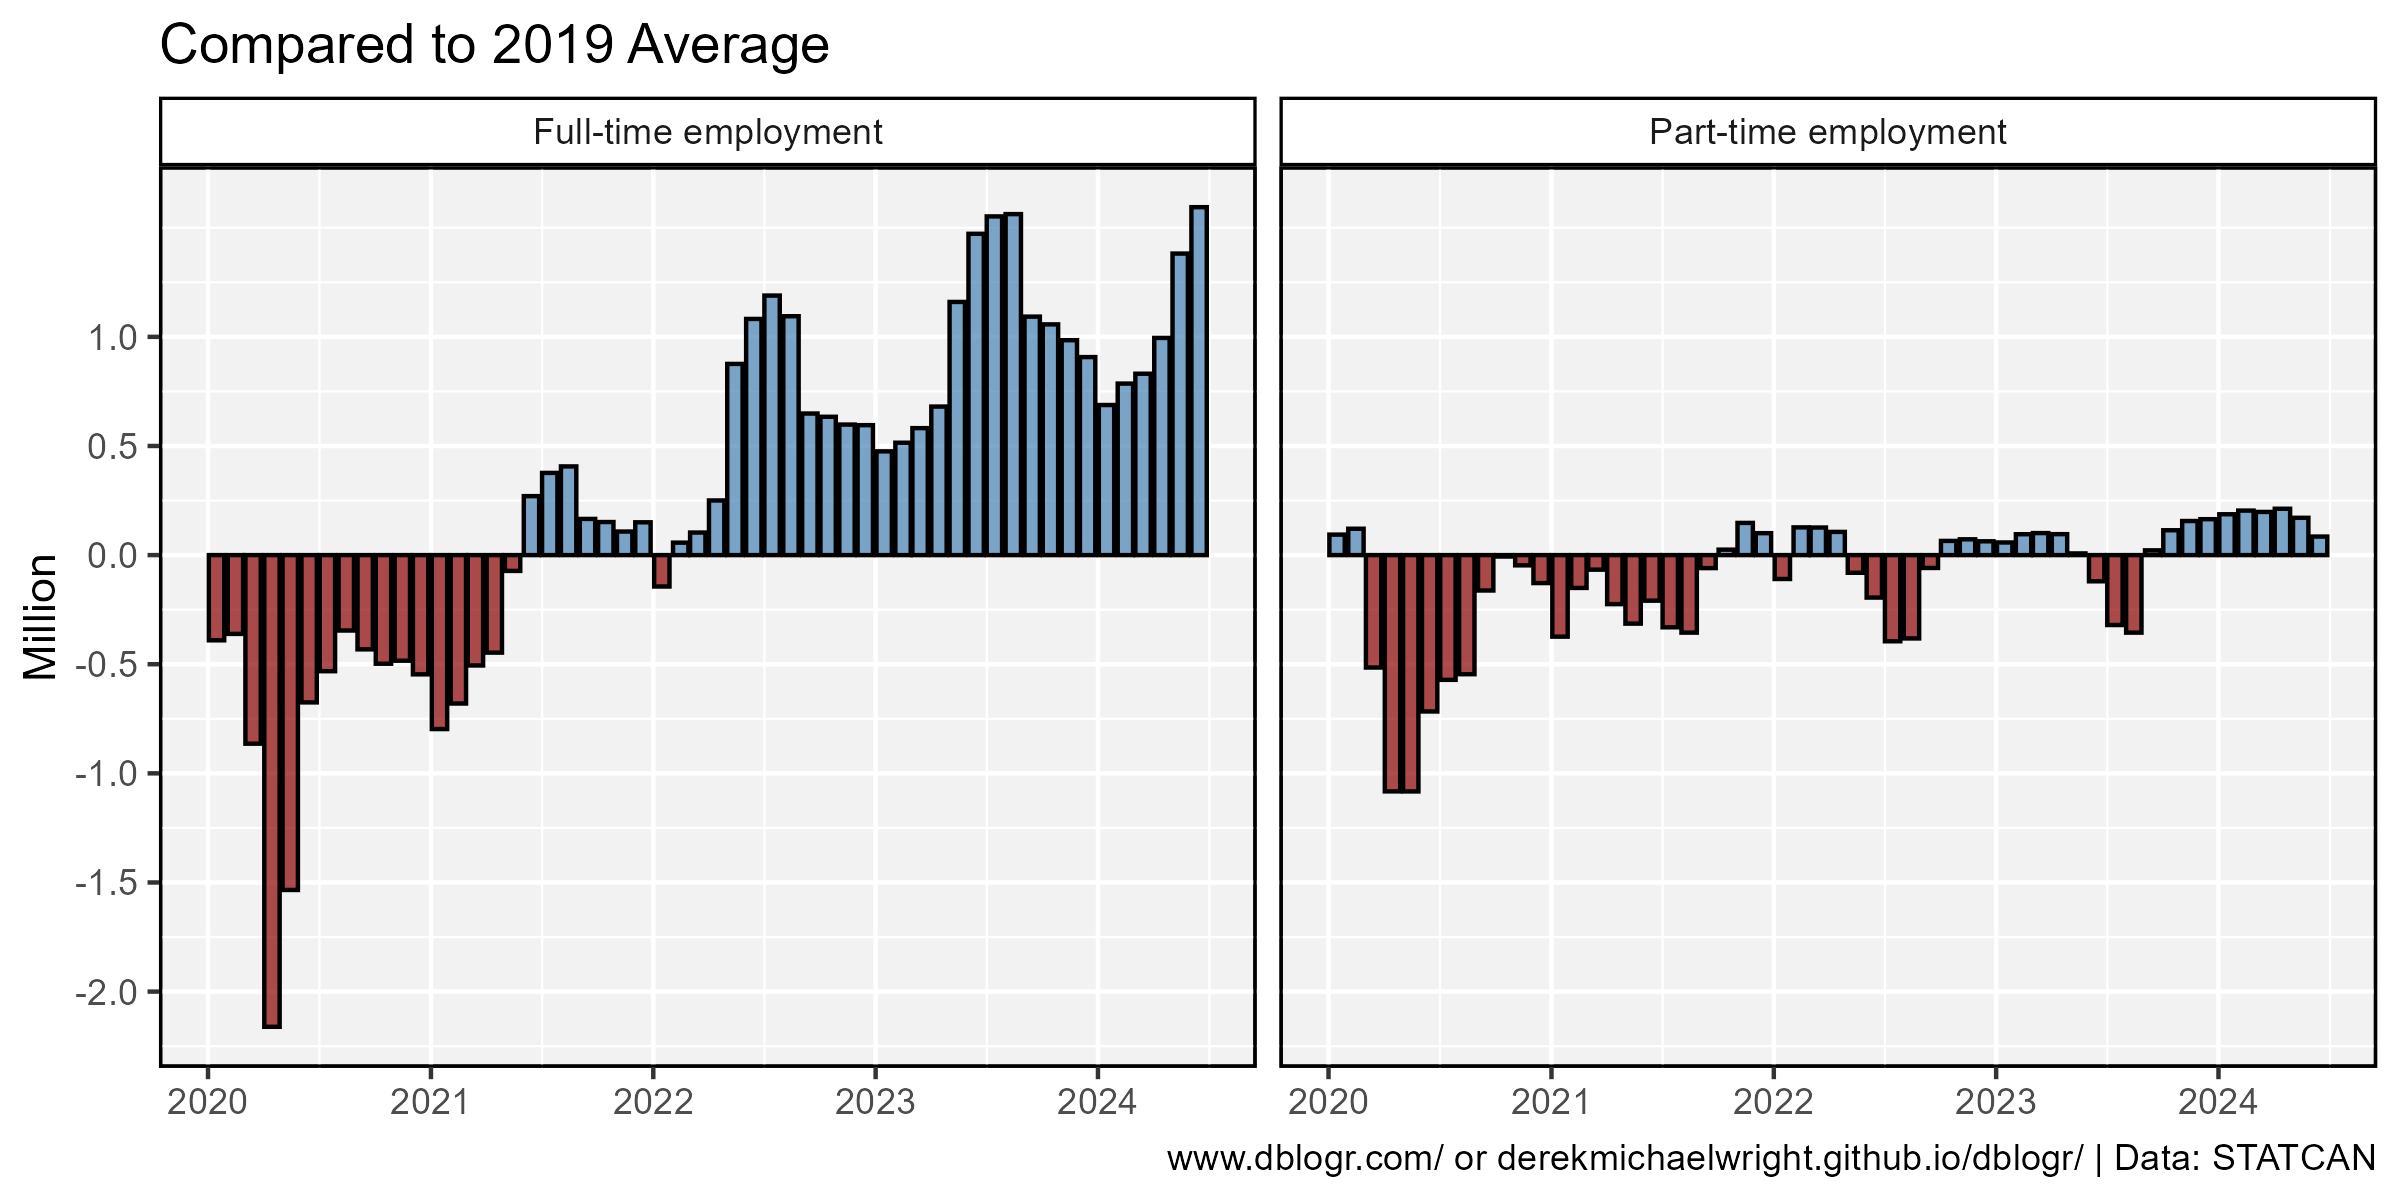 Compared to 2019 Average
Full-time employment
Part-time employment
Million
1.0
0.5
0.0
-0.5
-1.0
-1.5
-2.0
2020 2021 2022 2023 2024
2020 2021 2022 2023 2024
www.dblogr.com/ or derekmichaelwright.github.io/dblogr/ | Data: STATCAN